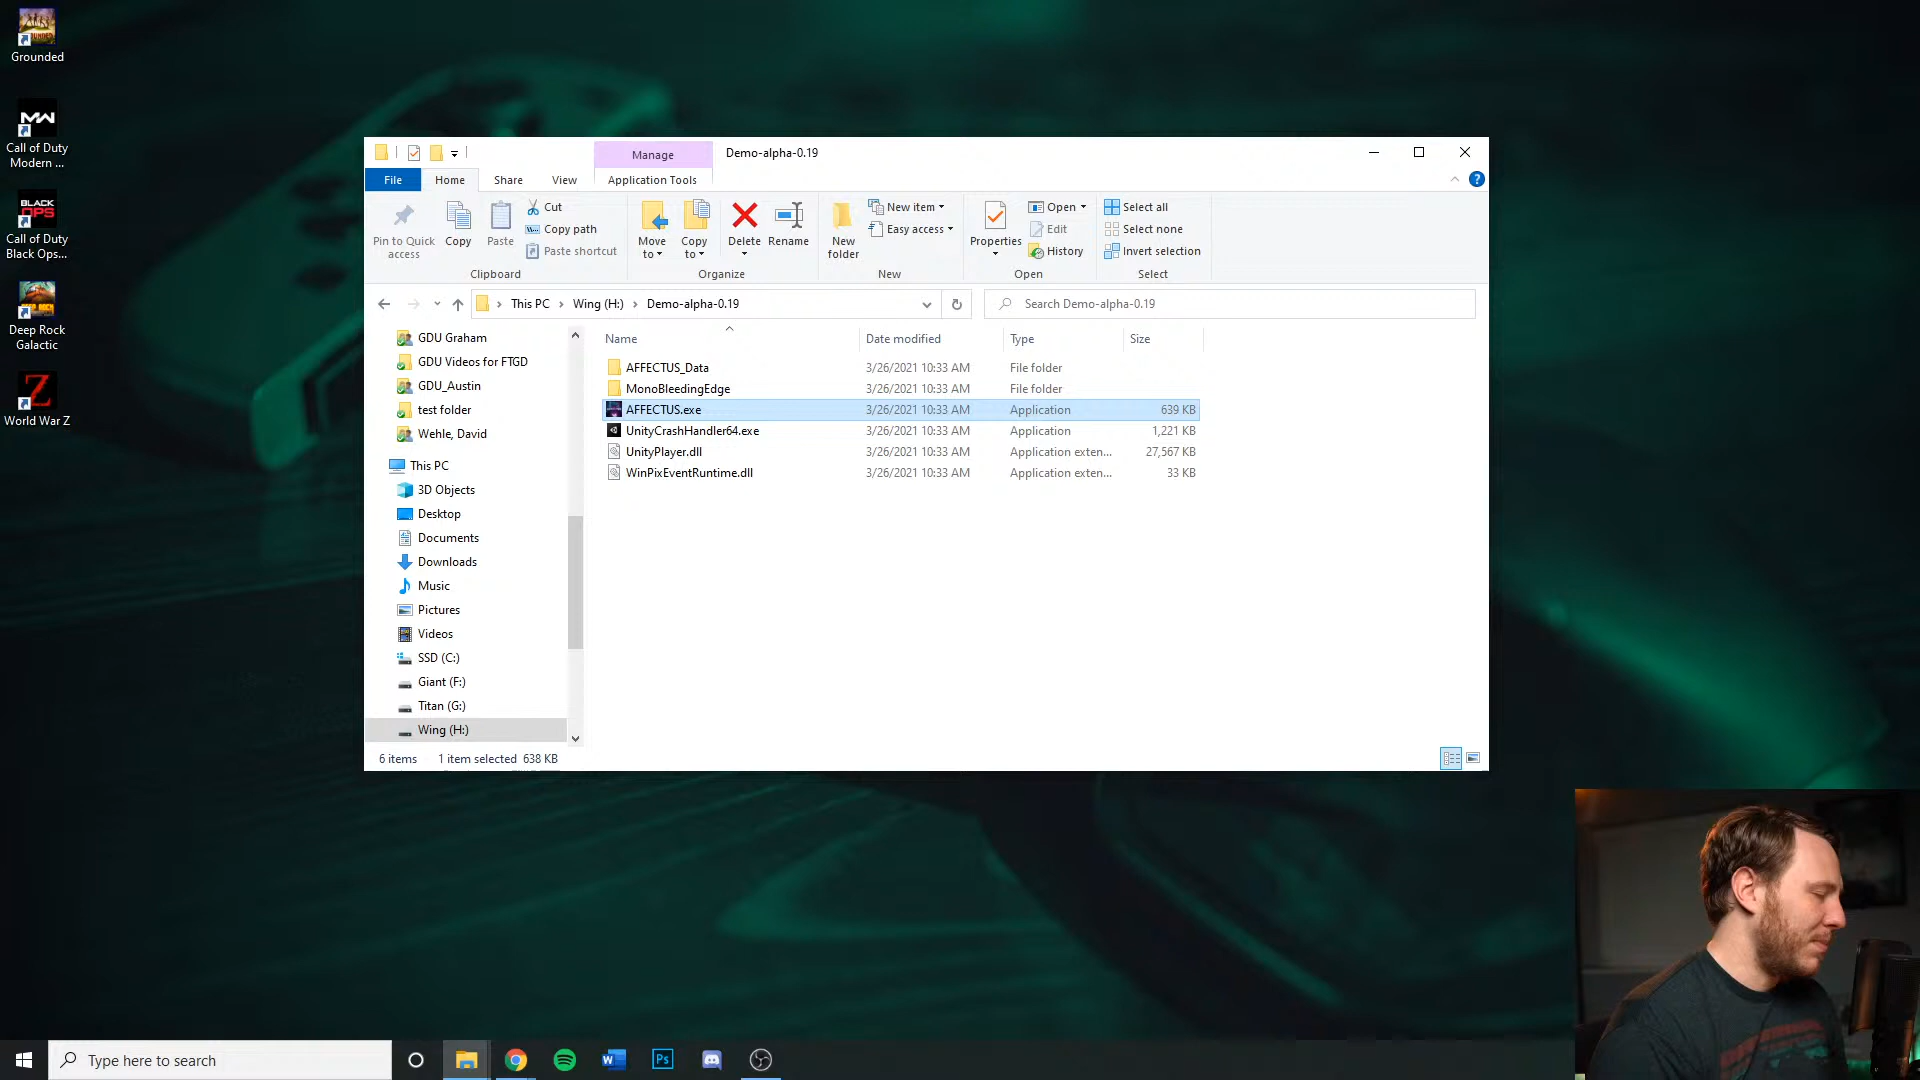 Grounded
MW
Call of Duty
Modern ...
BLACK
OPS
Call of Duty
Black Ops...
Deep Rock
Galactic
Z
World War Z
Manage
Demo-alpha-0.19
File
Home
Share
View
Application Tools
Pin to Quick
access
Copy
Paste
Cut
Copy path
Paste shortcut
Clipboard
Move
to
Copy
to
Delete
Rename
Organize
New
folder
New item
Easy access
New
Properties
Open
Edit
History
Open
Select all
Select none
Invert selection
Select
This PC
Wing (H:)
Demo-alpha-0.19
Search Demo-alpha-0.19
GDU Graham
GDU Videos for FTGD
GDU_Austin
test folder
Wehle, David
This PC
3D Objects
Desktop
Documents
Downloads
Music
Pictures
Videos
SSD (C:)
Giant (F:)
Titan (G:)
Wing (H:)
Name Date modified Type Size
AFFECTUS_Data 3/26/2021 10:33 AM File folder
MonoBleedingEdge 3/26/2021 10:33 AM File folder
AFFECTUS.exe 3/26/2021 10:33 AM Application 639 KB
UnityCrashHandler64.exe 3/26/2021 10:33 AM Application 1,221 KB
UnityPlayer.dll 3/26/2021 10:33 AM Application exten... 27,567 KB
WinPixEventRuntime.dll 3/26/2021 10:33 AM Application exten... 33 KB
6 items 1 item selected 638 KB
Type here to search
W
Ps